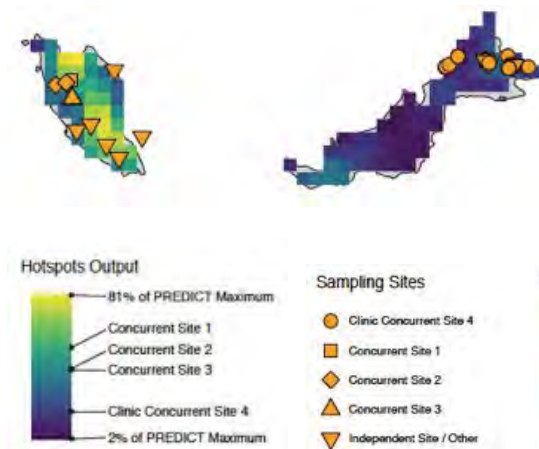 Hotspots Output
81% of PREDICT Maximum
Concurrent Site 1
Concurrent Site 2
Concurrent Site 3
Clinic Concurrent Site 4
2% of PREDICT Maximum
Sampling Sites
Clinic Concurrent Site 4
Concurrent Site 1
Concurrent Site 2
Concurrent Site 3
Independent Site / Other